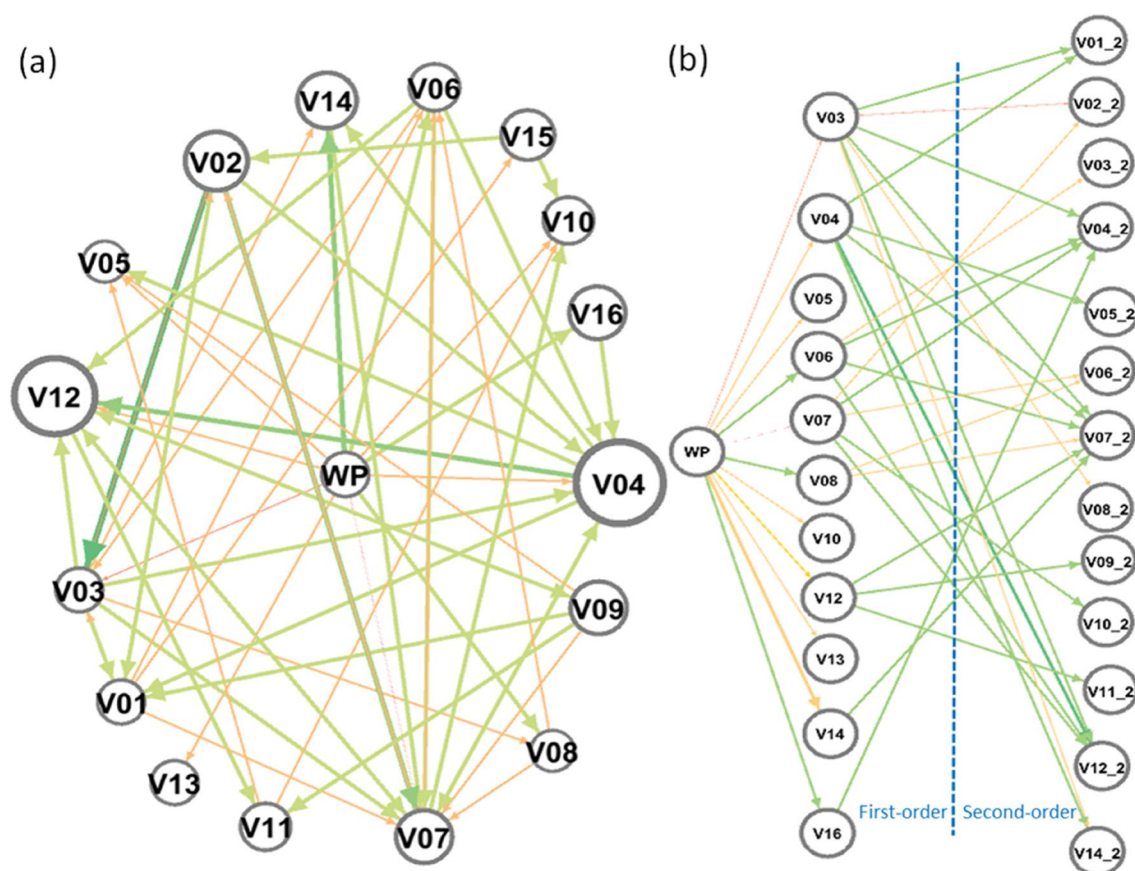 (a)
V06
V14
V15
V02
V10
V05
V16
V12
WP
V04
V03
V09
V01
V08
V13
V11
V07
(b)
V03
V04
V05
V06
V07
WP
V08
V10
V12
V13
V14
V16
First-order
Second-order
V01_2
V02_2
V03_2
V04_2
V05_2
V06_2
V07_2
V08_2
V09_2
V10_2
V11_2
V12_2
V14_2